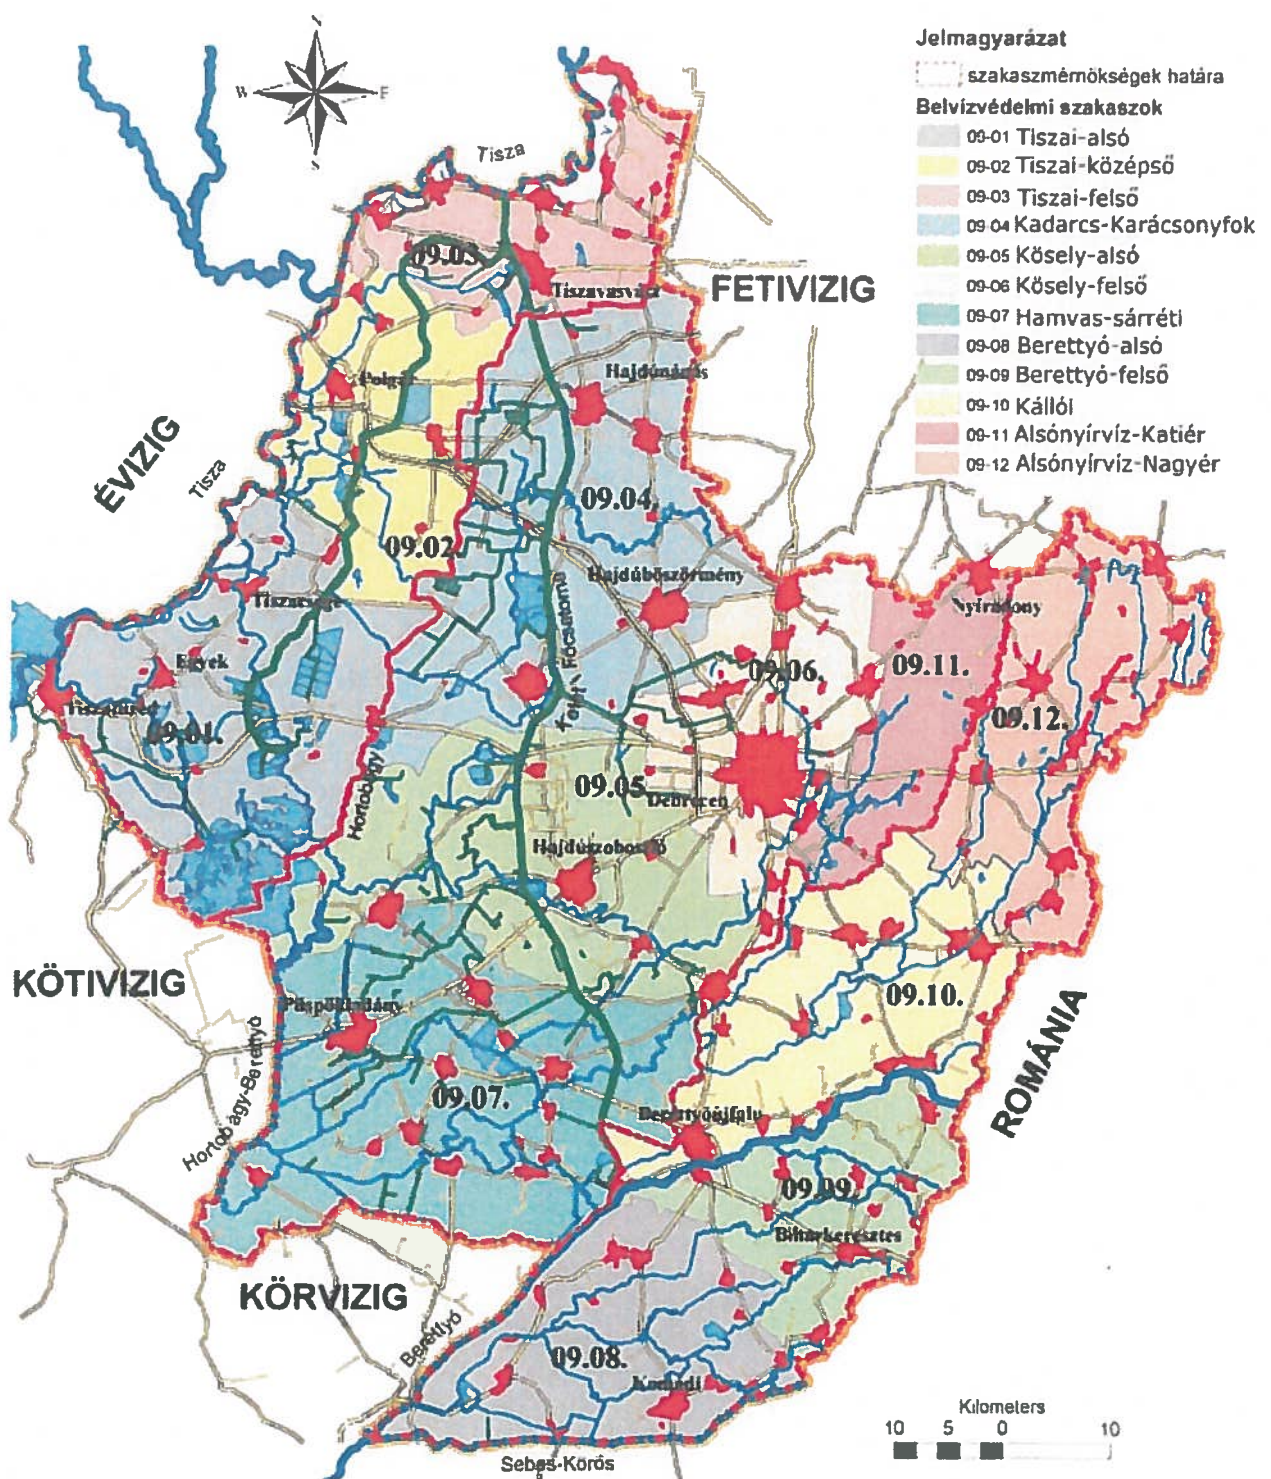 N
W
E
S
Jelmagyarázat
szakaszmérnökségek határa
Belvízvédelmi szakaszok
09-01 Tiszai-alsó
09-02 Tiszai-középső
09-03 Tiszai-felső
09-04 Kadarcs-Karácsonyfok
09-05 Kösely-alsó
09-06 Kösely-felső
09-07 Hamvas-sárréti
09-08 Berettyó-alsó
09-09 Berettyó-felső
09-10 Kállói
09-11 Alsónyírvíz-Katiér
09-12 Alsónyírvíz-Nagyér
Tisza
09.03.
Tiszavasvári
FETIVIZIG
Polgár
Hajdúnánás
ÉVIZIG
Tisza
09.04.
09.02.
Hajdúböszörmény
Tiszacsege
Nyíradony
Egyek
09.06.
09.11.
Tiszafüred
09.01.
09.12.
Keleti Főcsatorna
Hortobágy
09.05.
Debrecen
Hajdúszoboszló
KÖTIVIZIG
Püspökladány
09.10.
ROMÁNIA
Hortobágy-Berettyó
09.07.
Berettyóújfalu
09.09.
Biharkeresztes
KÖRVIZIG
Berettyó
09.08.
Komádi
Sebes-Körös
Kilometers
10 5 0 10